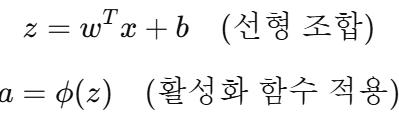 z = w^T x + b (선형 조합)
a = ϕ(z) (활성화 함수 적용)